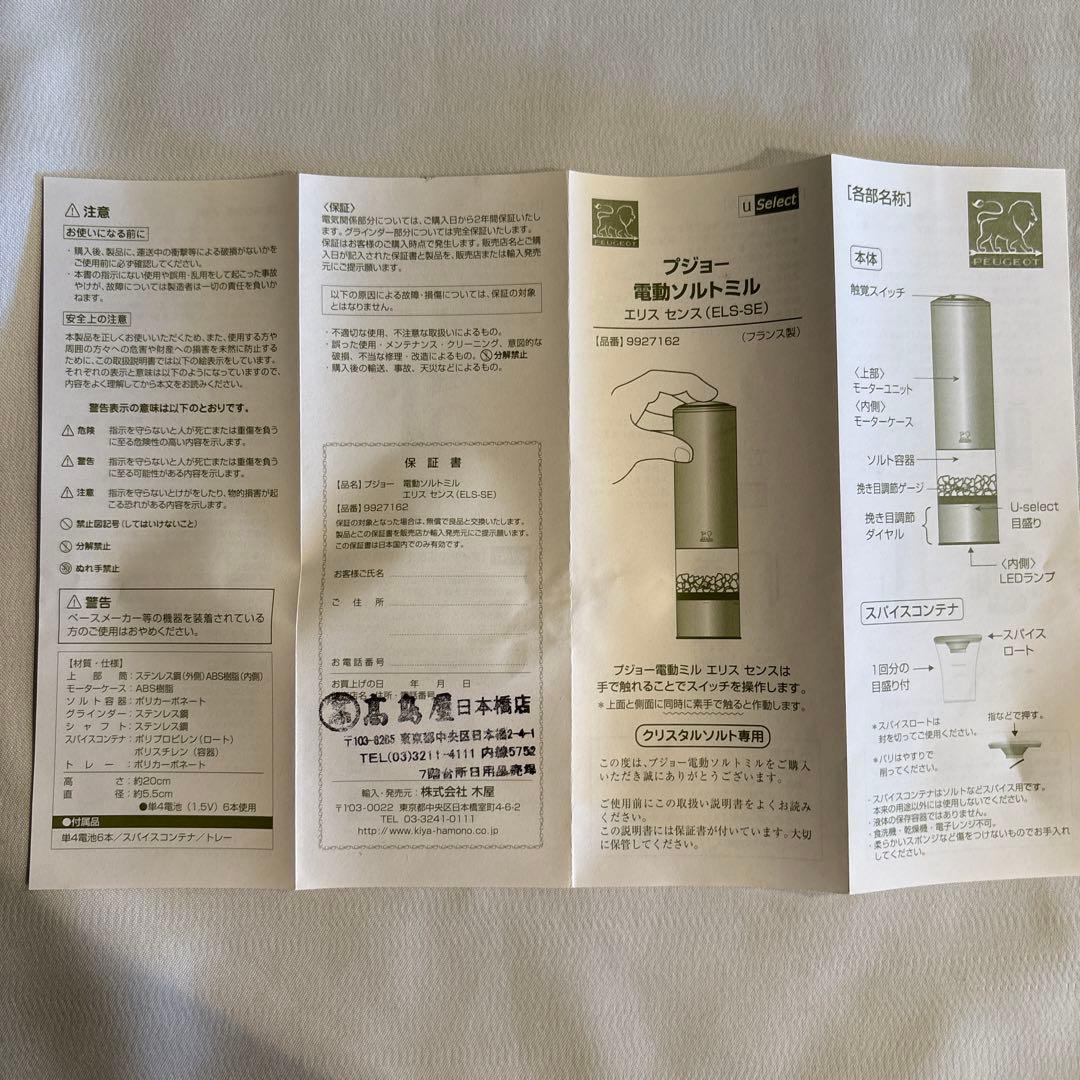 ⚠ 注意
お使いになる前に
・購入後、製品に、運送中の衝撃等による破損がないかを
ご使用前に必ず確認してください。
・本書の指示にない使用や誤用・乱用をして起こった事故
やけが、故障については製造者は一切の責任を負いか
ねます。
安全上の注意
本製品を正しくお使いいただくため、また、使用する方や
周囲の方々への危害や財産への損害を未然に防止する
ために、この取扱説明書では以下の絵表示をしています。
それぞれの表示と意味は以下のようになっていますので、
内容をよく理解してから本文をお読みください。
警告表示の意味は以下のとおりです。
⚠ 危険 指示を守らないと人が死亡または重傷を負う
に至る危険性の高い内容を示します。
⚠ 警告 指示を守らないと人が死亡または重傷を負う
に至る可能性がある内容を示します。
⚠ 注意 指示を守らないとけがをしたり、物的損害が起
こる恐れがある内容を示します。
禁止図記号(してはいけないこと)
分解禁止
ぬれ手禁止
⚠ 警告
ペースメーカー等の機器を装着されている
方のご使用はおやめください。
【材質・仕様】
上部筒:ステンレス鋼(外側)ABS樹脂(内側)
モーターケース:ABS樹脂
ソルト容器:ポリカーボネート
グラインダー:ステンレス鋼
シャフト:ステンレス鋼
スパイスコンテナ:ポリプロピレン(ロート)
ポリスチレン(容器)
トレー:ポリカーボネート
高さ:約20cm
直径:約5.5cm
●単4電池(1.5V)6本使用
●付属品
単4電池6本/スパイスコンテナ/トレー
〈保証〉
電気関係部分については、ご購入日から2年間保証いたし
ます。グラインダー部分については完全保証いたします。
保証はお客様のご購入時点で発生します。販売店名とご購
入日が記入された保証書と製品を、販売店または輸入発売
元にご提示願います。
以下の原因による故障・損傷については、保証の対象
とはなりません。
・不適切な使用、不注意な取扱いによるもの。
・誤った使用・メンテナンス・クリーニング、意図的な
破損、不当な修理・改造によるもの。分解禁止
・購入後の輸送、事故、天災などによるもの。
保証書
【品名】プジョー 電動ソルトミル
エリス センス(ELS-SE)
【品番】9927162
保証の対象となった場合は、無償で良品と交換いたします。
製品とこの保証書を販売店か輸入発売元にご提示願います。
この保証書は日本国内でのみ有効です。
お客様ご氏名
ご住所
お電話番号
お買上げの日 年 月 日
店名・住所・電話番号
髙 髙島屋日本橋店
〒103-8265 東京都中央区日本橋2-4-1
TEL(03)3211-4111 内線5752
7階台所日用品売場
輸入・発売元:株式会社 木屋
〒103-0022 東京都中央区日本橋室町4-6-2
TEL 03-3241-0111
http://www.kiya-hamono.co.jp
PEUGEOT
u Select
プジョー
電動ソルトミル
エリス センス(ELS-SE)
【品番】9927162 (フランス製)
プジョー電動ミル エリス センスは
手で触れることでスイッチを操作します。
*上面と側面に同時に素手で触ると作動します。
クリスタルソルト専用
この度は、プジョー電動ソルトミルをご購入
いただき誠にありがとうございます。
ご使用前にこの取扱い説明書をよくお読み
ください。
この説明書には保証書が付いています。大切
に保管してください。
[各部名称]
PEUGEOT
本体
触覚スイッチ
〈上部〉
モーターユニット
〈内側〉
モーターケース
ソルト容器
挽き目調節ゲージ
挽き目調節
ダイヤル
U-select
目盛り
〈内側〉
LEDランプ
スパイスコンテナ
スパイス
ロート
1回分の
目盛り付
*スパイスロートは
封を切ってご使用ください。
指などで押す。
*バリはやすりで
削ってください。
・スパイスコンテナはソルトなどスパイス用です。
本来の用途以外には使用しないでください。
・液体の保存容器ではありません。
・食洗機・乾燥機・電子レンジ不可。
・柔らかいスポンジなど傷をつけないものでお手入れ
してください。